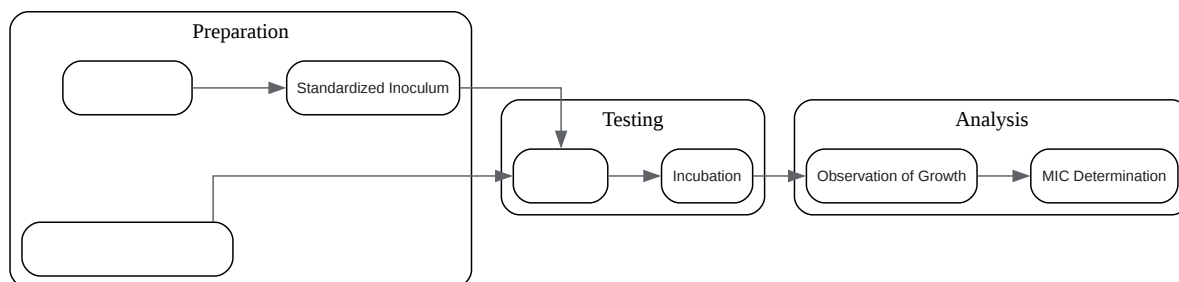 Preparation
Standardized Inoculum
Testing
Incubation
Analysis
Observation of Growth
MIC Determination